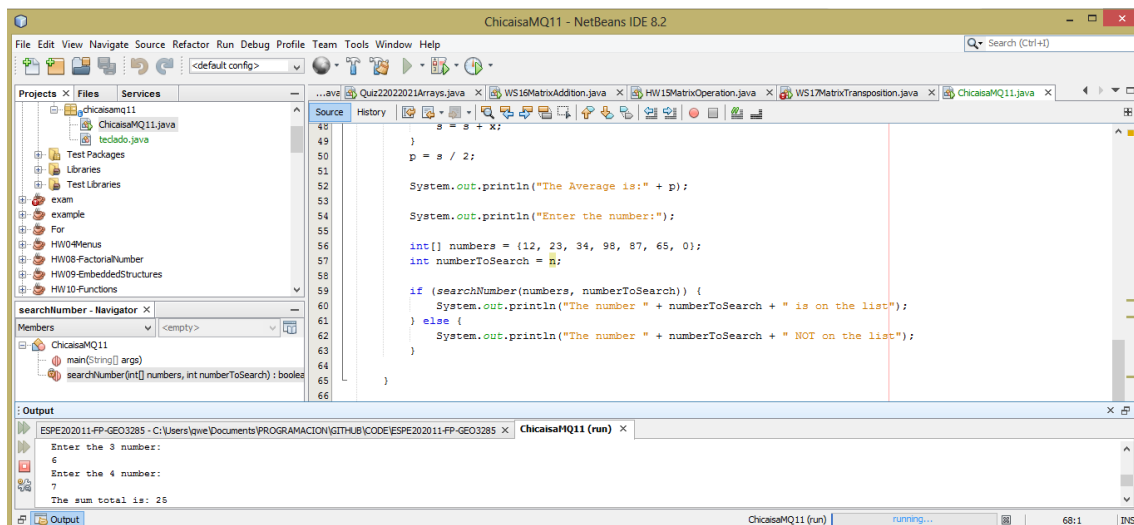 ChicaisaMQ11 - NetBeans IDE 8.2
File Edit View Navigate Source Refactor Run Debug Profile Team Tools Window Help
Search (Ctrl+I)
<default config>
Projects × Files Services
chicaisamq11
ChicaisaMQ11.java
teclado.java
Test Packages
Libraries
Test Libraries
exam
example
For
HW04Menus
HW08-FactorialNumber
HW09-EmbeddedStructures
HW10-Functions
searchNumber - Navigator ×
Members <empty>
ChicaisaMQ11
main(String[] args)
searchNumber(int[] numbers, int numberToSearch) : boolea
...ava Quiz22022021Arrays.java × WS16MatrixAddition.java × HW15MatrixOperation.java × WS17MatrixTransposition.java × ChicaisaMQ11.java ×
Source History
48 s = s + x;
49 }
50 p = s / 2;
51
52 System.out.println("The Average is:" + p);
53
54 System.out.println("Enter the number:");
55
56 int[] numbers = {12, 23, 34, 98, 87, 65, 0};
57 int numberToSearch = n;
58
59 if (searchNumber(numbers, numberToSearch)) {
60 System.out.println("The number " + numberToSearch + " is on the list");
61 } else {
62 System.out.println("The number " + numberToSearch + " NOT on the list");
63 }
64
65 }
66
Output
ESPE202011-FP-GEO3285 - C:\Users\qwe\Documents\PROGRAMACION\GITHUB\CODE\ESPE202011-FP-GEO3285 × ChicaisaMQ11 (run) ×
Enter the 3 number:
6
Enter the 4 number:
7
The sum total is: 25
Output
ChicaisaMQ11 (run) running... 68:1 INS